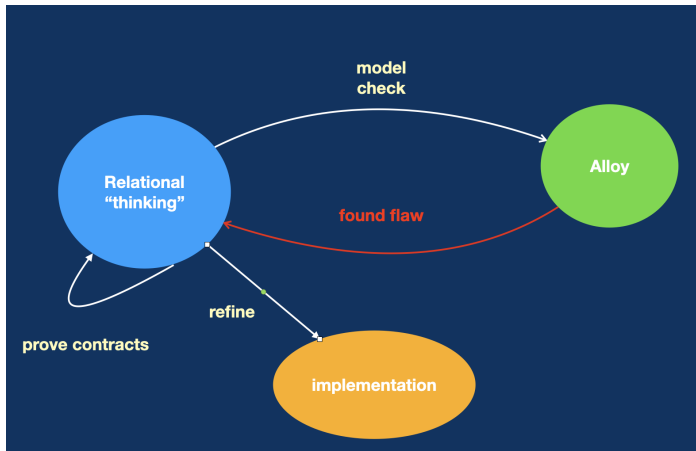 model
check
Relational
“thinking”
Alloy
found flaw
refine
prove contracts
implementation